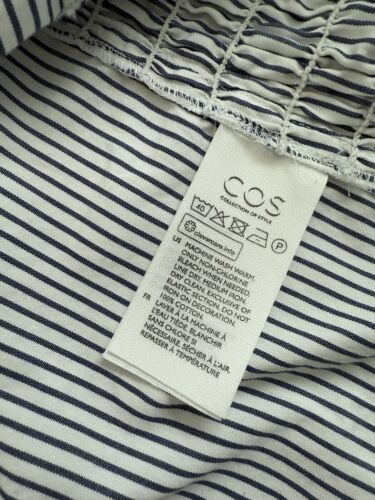 COS
COLLECTION OF STYLE
40 P
clevercare.info
US MACHINE WASH WARM
ONLY NON-CHLORINE
BLEACH WHEN NEEDED.
LINE DRY. MEDIUM IRON.
DRY CLEAN. EXCLUSIVE OF
ELASTIC SECTION. DO NOT
IRON ON DECORATION.
100% COTTON.
FR LAVER À LA MACHINE À
L'EAU TIÈDE. BLANCHIR
SANS CHLORE SI
NÉCESSAIRE. SÉCHER À L'AIR
REPASSER À TEMPÉRATURE